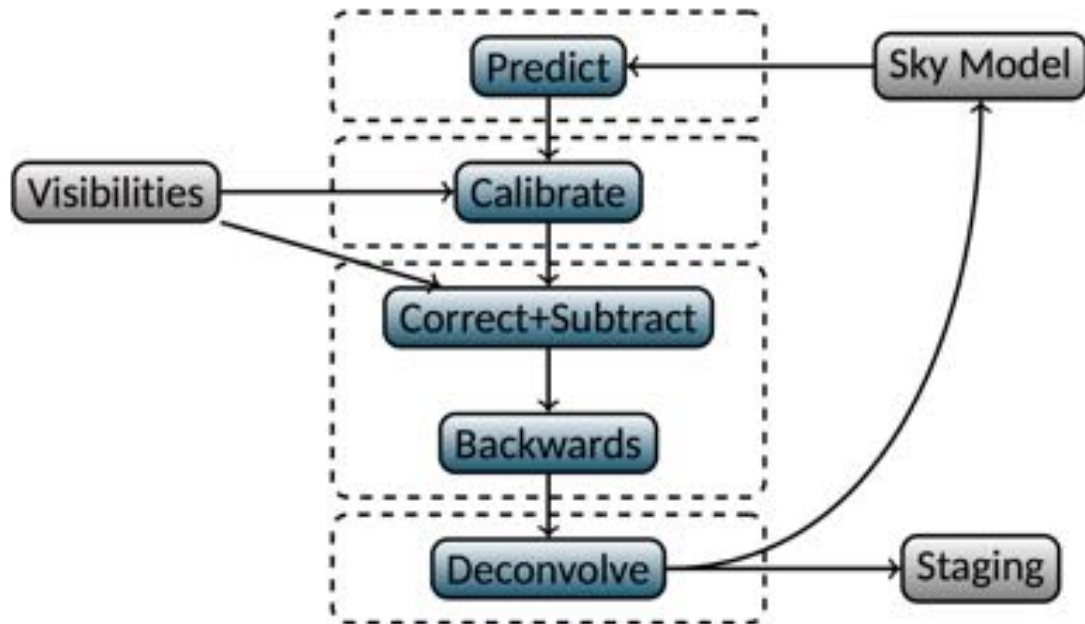 Predict
Sky Model
Visibilities
Calibrate
Correct+Subtract
Backwards
Deconvolve
Staging